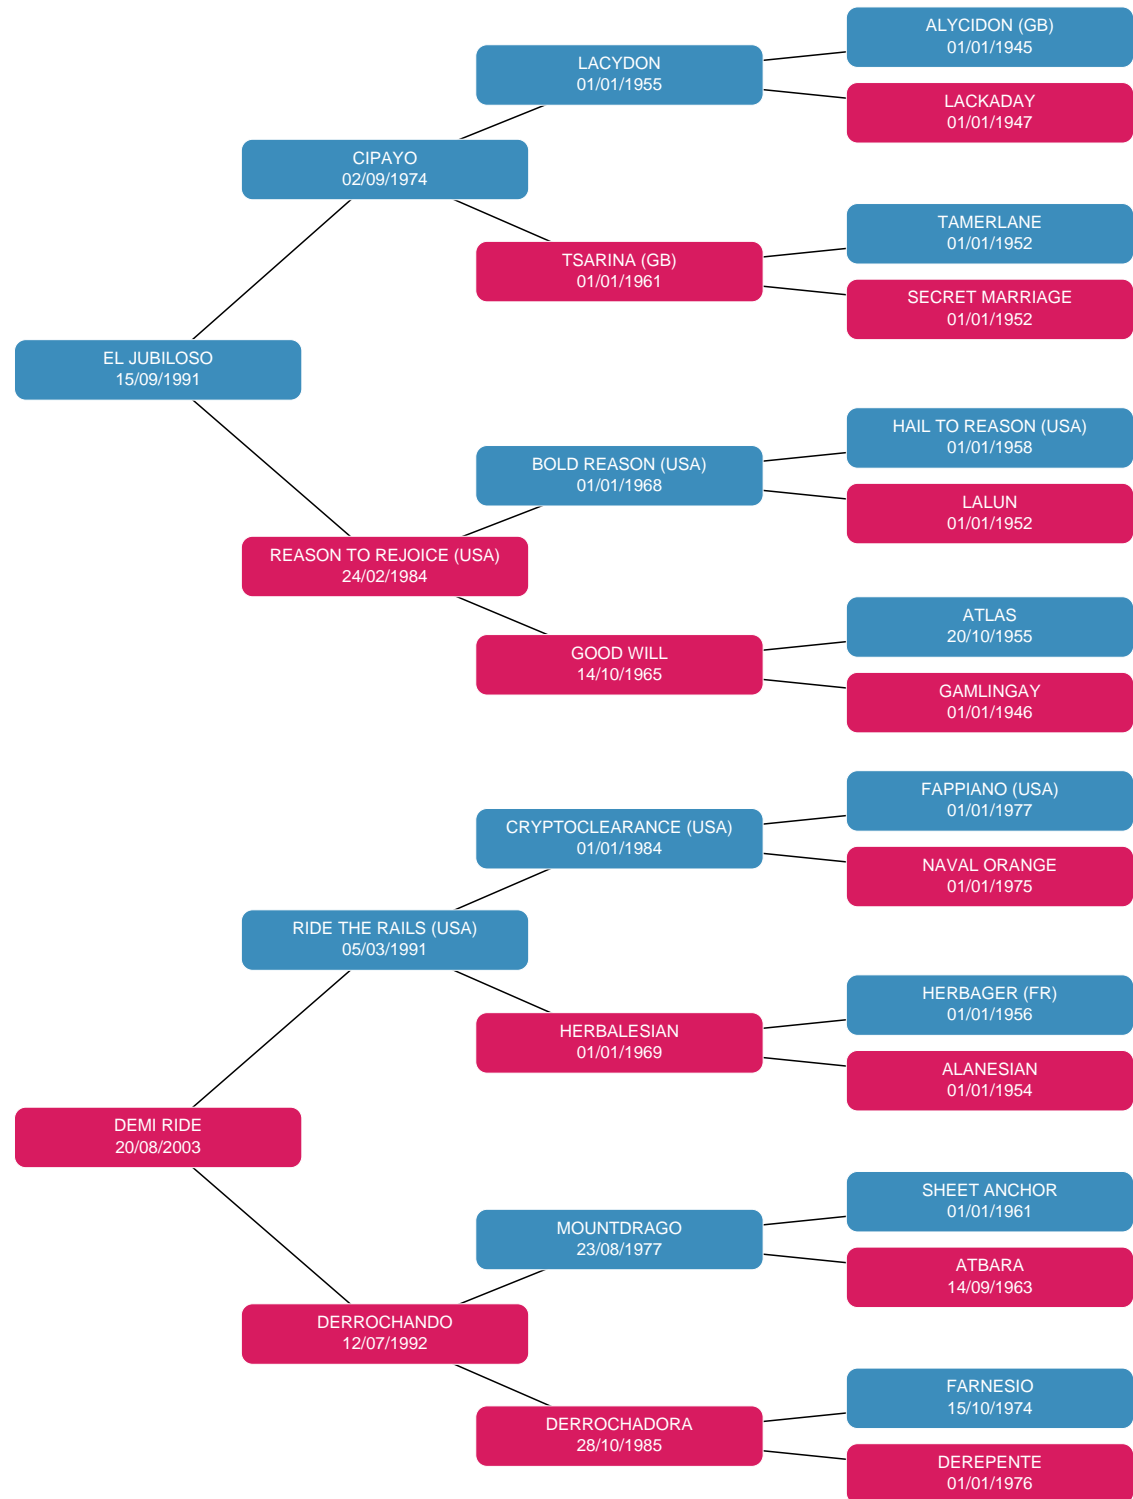 ALYCIDON (GB)
01/01/1945
LACYDON
01/01/1955
LACKADAY
01/01/1947
CIPAYO
02/09/1974
TAMERLANE
01/01/1952
TSARINA (GB)
01/01/1961
SECRET MARRIAGE
01/01/1952
EL JUBILOSO
15/09/1991
HAIL TO REASON (USA)
01/01/1958
BOLD REASON (USA)
01/01/1968
LALUN
01/01/1952
REASON TO REJOICE (USA)
24/02/1984
ATLAS
20/10/1955
GOOD WILL
14/10/1965
GAMLINGAY
01/01/1946
FAPPIANO (USA)
01/01/1977
CRYPTOCLEARANCE (USA)
01/01/1984
NAVAL ORANGE
01/01/1975
RIDE THE RAILS (USA)
05/03/1991
HERBAGER (FR)
01/01/1956
HERBALESIAN
01/01/1969
ALANESIAN
01/01/1954
DEMI RIDE
20/08/2003
SHEET ANCHOR
01/01/1961
MOUNTDRAGO
23/08/1977
ATBARA
14/09/1963
DERROCHANDO
12/07/1992
FARNESIO
15/10/1974
DERROCHADORA
28/10/1985
DEREPENTE
01/01/1976